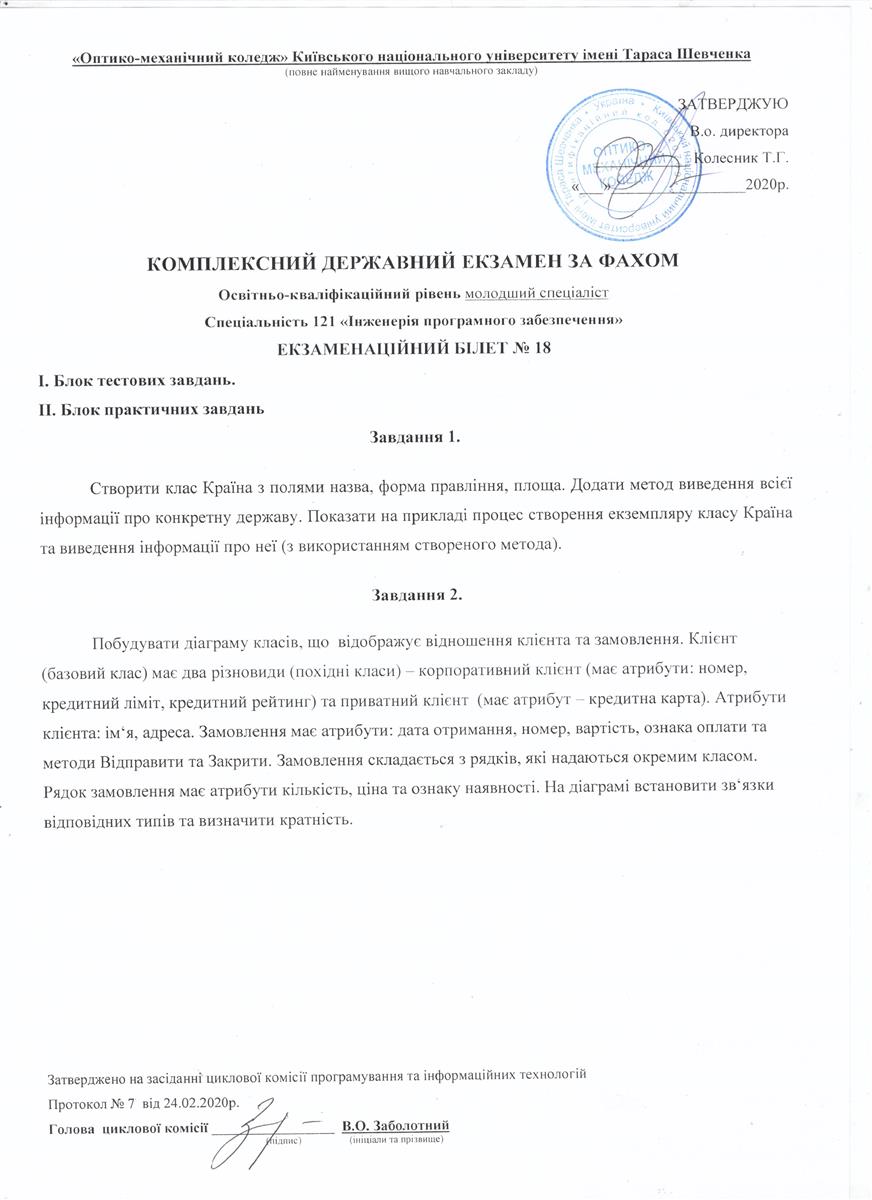 «Оптико-механічний коледж» Київського національного університету імені Тараса Шевченка
(повне найменування вищого навчального закладу)
ЗАТВЕРДЖУЮ
В.о. директора
Колесник Т.Г.
«___»________________2020р.
ОПТИКО-
МЕХАНІЧНИЙ
КОЛЕДЖ
КОМПЛЕКСНИЙ ДЕРЖАВНИЙ ЕКЗАМЕН ЗА ФАХОМ
Освітньо-кваліфікаційний рівень молодший спеціаліст
Спеціальність 121 «Інженерія програмного забезпечення»
ЕКЗАМЕНАЦІЙНИЙ БІЛЕТ № 18
І. Блок тестових завдань.
ІІ. Блок практичних завдань
Завдання 1.
Створити клас Країна з полями назва, форма правління, площа. Додати метод виведення всієї
інформації про конкретну державу. Показати на прикладі процес створення екземпляру класу Країна
та виведення інформації про неї (з використанням створеного метода).
Завдання 2.
Побудувати діаграму класів, що відображує відношення клієнта та замовлення. Клієнт
(базовий клас) має два різновиди (похідні класи) – корпоративний клієнт (має атрибути: номер,
кредитний ліміт, кредитний рейтинг) та приватний клієнт (має атрибут – кредитна карта). Атрибути
клієнта: ім‘я, адреса. Замовлення має атрибути: дата отримання, номер, вартість, ознака оплати та
методи Відправити та Закрити. Замовлення складається з рядків, які надаються окремим класом.
Рядок замовлення має атрибути кількість, ціна та ознаку наявності. На діаграмі встановити зв‘язки
відповідних типів та визначити кратність.
Затверджено на засіданні циклової комісії програмування та інформаційних технологій
Протокол № 7 від 24.02.2020р.
Голова циклової комісії ________________ В.О. Заболотний
(підпис) (ініціали та прізвище)